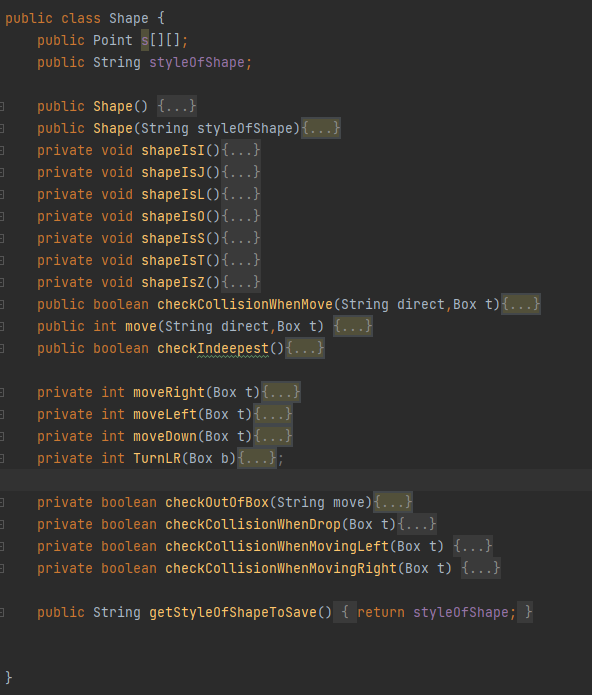 public class Shape {
public Point s[][];
public String styleOfShape;
public Shape() {...}
public Shape(String styleOfShape){...}
private void shapeIsI(){...}
private void shapeIsJ(){...}
private void shapeIsL(){...}
private void shapeIsO(){...}
private void shapeIsS(){...}
private void shapeIsT(){...}
private void shapeIsZ(){...}
public boolean checkCollisionWhenMove(String direct,Box t){...}
public int move(String direct,Box t) {...}
public boolean checkIndeepest(){...}
private int moveRight(Box t){...}
private int moveLeft(Box t){...}
private int moveDown(Box t){...}
private int TurnLR(Box b){...};
private boolean checkOutOfBox(String move){...}
private boolean checkCollisionWhenDrop(Box t){...}
private boolean checkCollisionWhenMovingLeft(Box t) {...}
private boolean checkCollisionWhenMovingRight(Box t) {...}
public String getStyleOfShapeToSave() { return styleOfShape; }
}